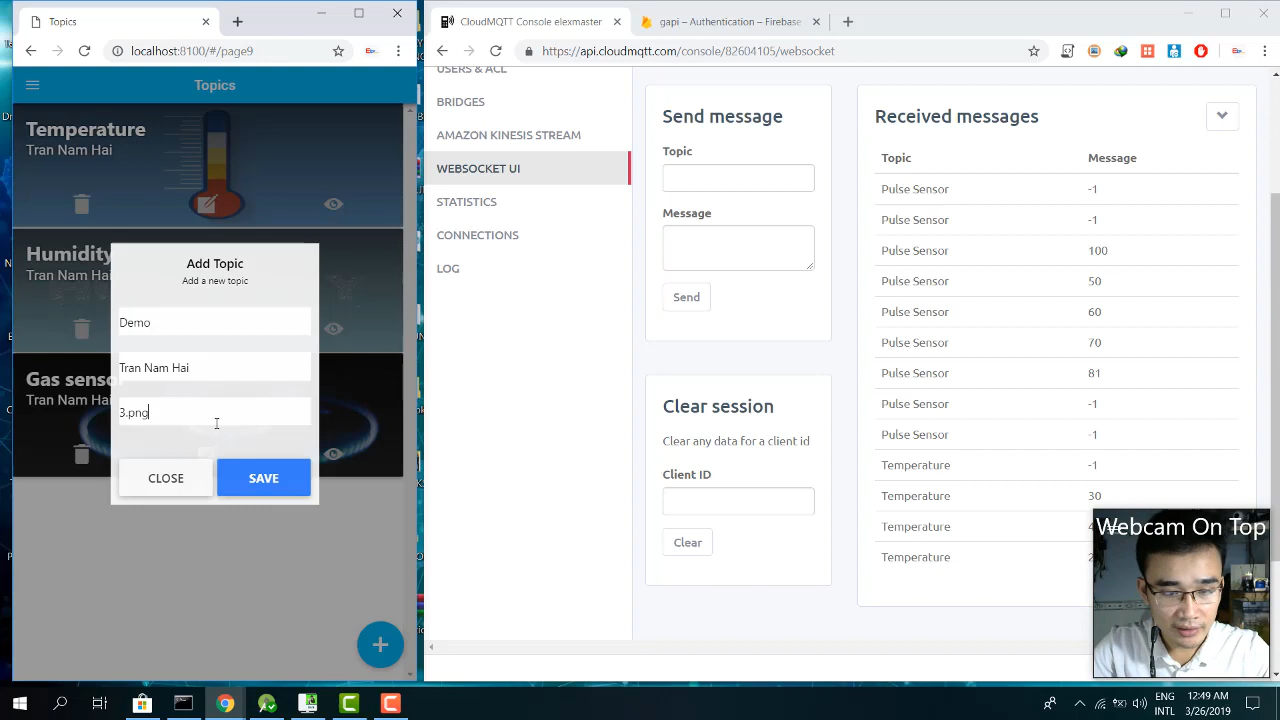 Topics
localhost:8100/#/page9
Topics
Temperature
Tran Nam Hai
Humidity
Tran Nam Hai
Gas senso
Tran Nam Ha
Add Topic
Add a new topic
Demo
Tran Nam Hai
3.png
CLOSE
SAVE
CloudMQTT Console elexmaster
gapi – Authentication – Firebase
https://api.cloudmqtt.com/console/82604105/websocket
USERS & ACL
BRIDGES
AMAZON KINESIS STREAM
WEBSOCKET UI
STATISTICS
CONNECTIONS
LOG
Send message
Topic
Message
Send
Clear session
Clear any data for a client id
Client ID
Clear
Received messages
Topic Message
Pulse Sensor -1
Pulse Sensor -1
Pulse Sensor 100
Pulse Sensor 50
Pulse Sensor 60
Pulse Sensor 70
Pulse Sensor 81
Pulse Sensor -1
Pulse Sensor -1
Temperature -1
Temperature 30
Temperature
Temperature
Webcam On Top
ENG
INTL
12:49 AM
3/26/2019